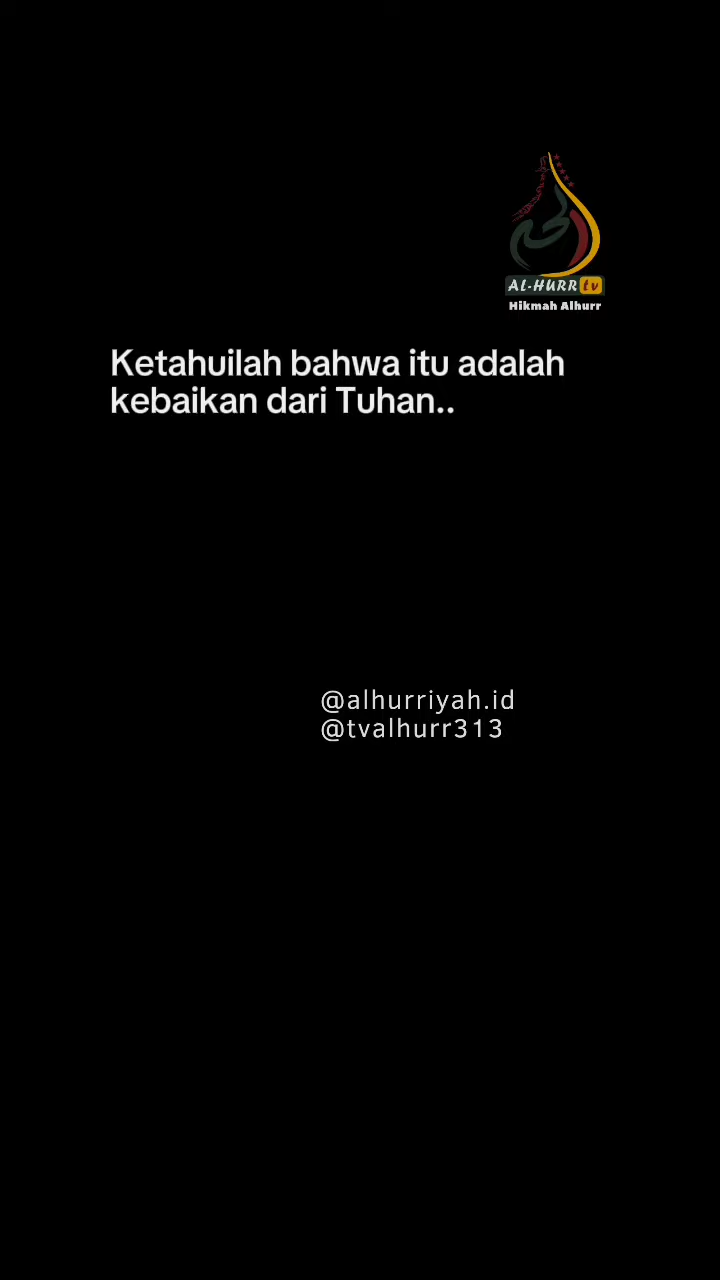 AL-HURR tv
Hikmah Alhurr
Ketahuilah bahwa itu adalah
kebaikan dari Tuhan..
@alhurriyah.id
@tvalhurr313